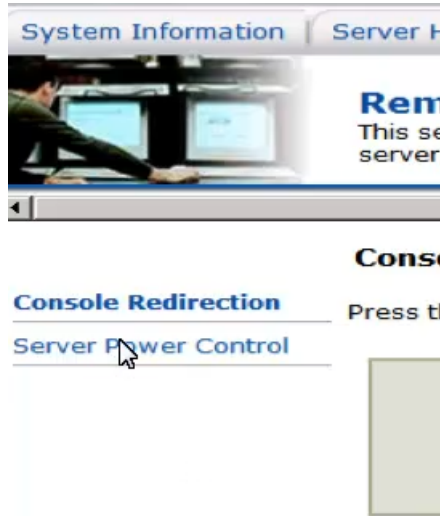 System Information Server H
Rem
This se
server
Conso
Console Redirection
Press th
Server Power Control